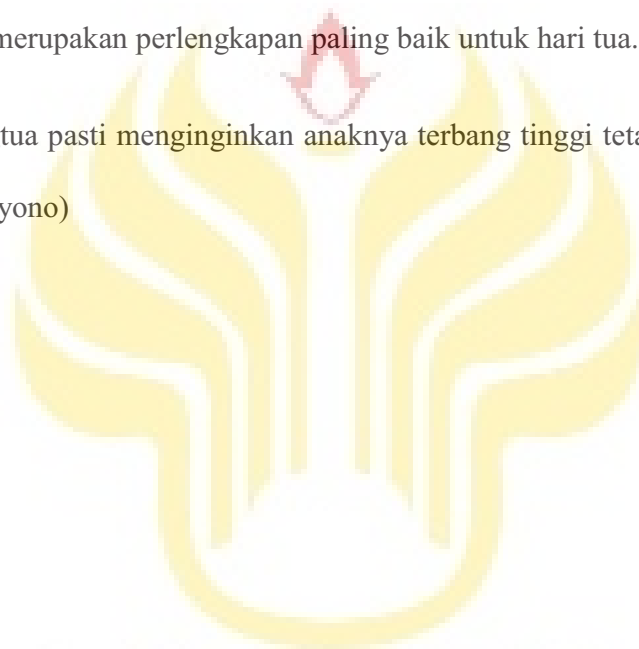 merupakan perlengkapan paling baik untuk hari tua.
tua pasti menginginkan anaknya terbang tinggi teta
yono)